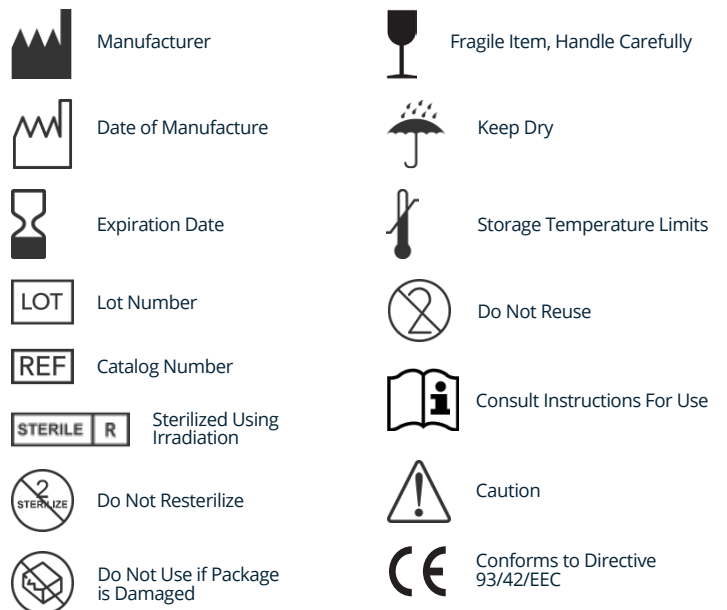 Manufacturer
Date of Manufacture
Expiration Date
LOT
Lot Number
REF
Catalog Number
STERILE R
Sterilized Using
Irradiation
2
STERILIZE
Do Not Resterilize
Do Not Use if Package
is Damaged
Fragile Item, Handle Carefully
Keep Dry
Storage Temperature Limits
2
Do Not Reuse
i
Consult Instructions For Use
!
Caution
CE
Conforms to Directive
93/42/EEC